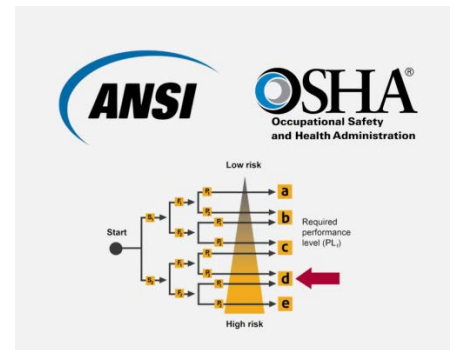 ANSI
OSHA®
Occupational Safety
and Health Administration
Low risk
a
b
Required
performance
level (PLr)
Start
c
d
e
High risk